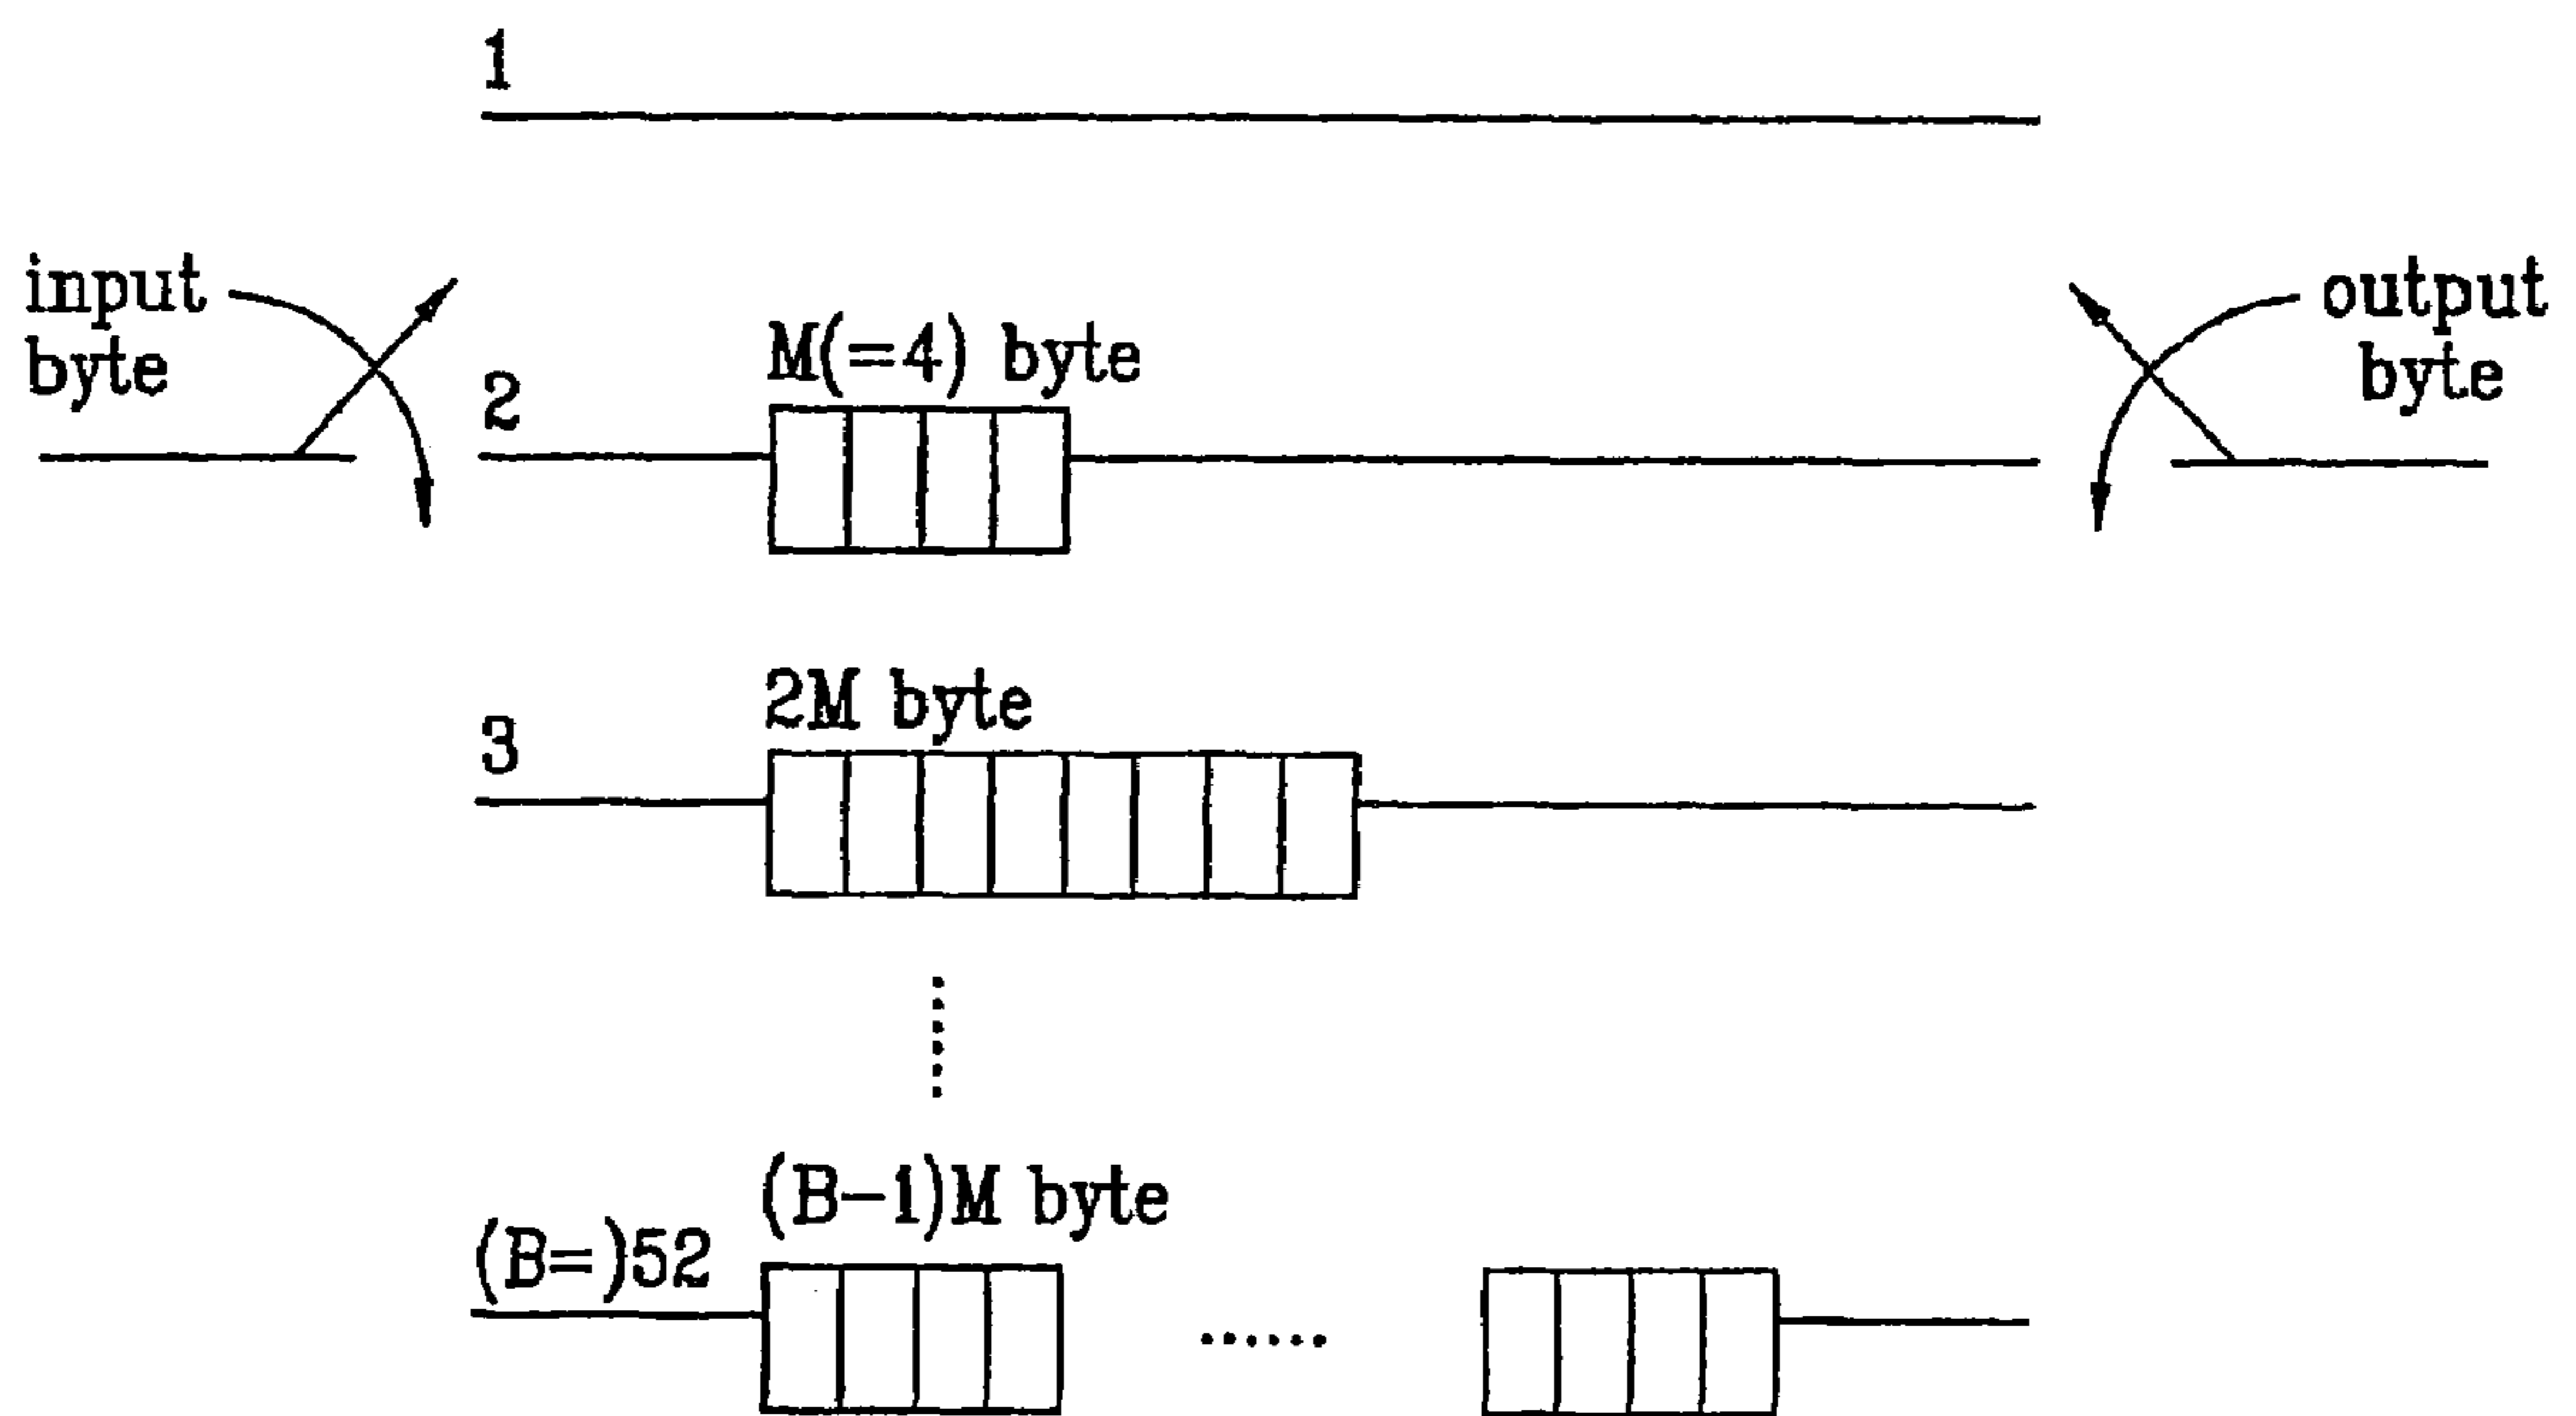 1
input
byte
output
byte
2
M(=4) byte
3
2M byte
(B=)52
(B-1)M byte